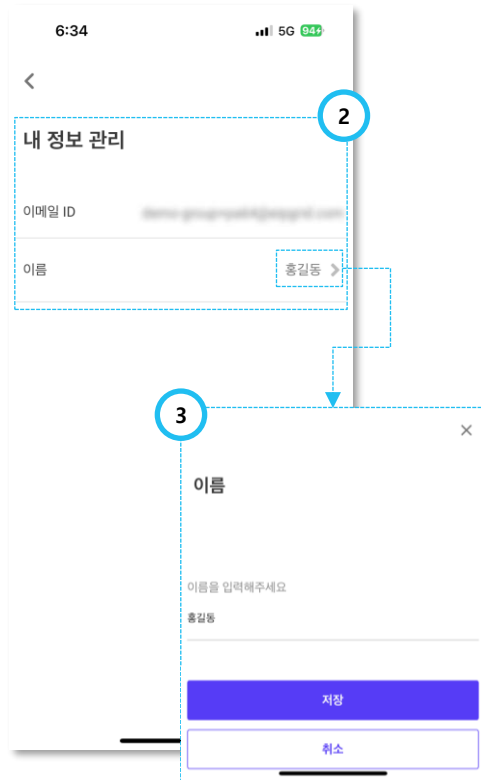 6:34
5G 94
2
내 정보 관리
이메일 ID
이름 홍길동
3
이름
이름을 입력해주세요
홍길동
저장
취소